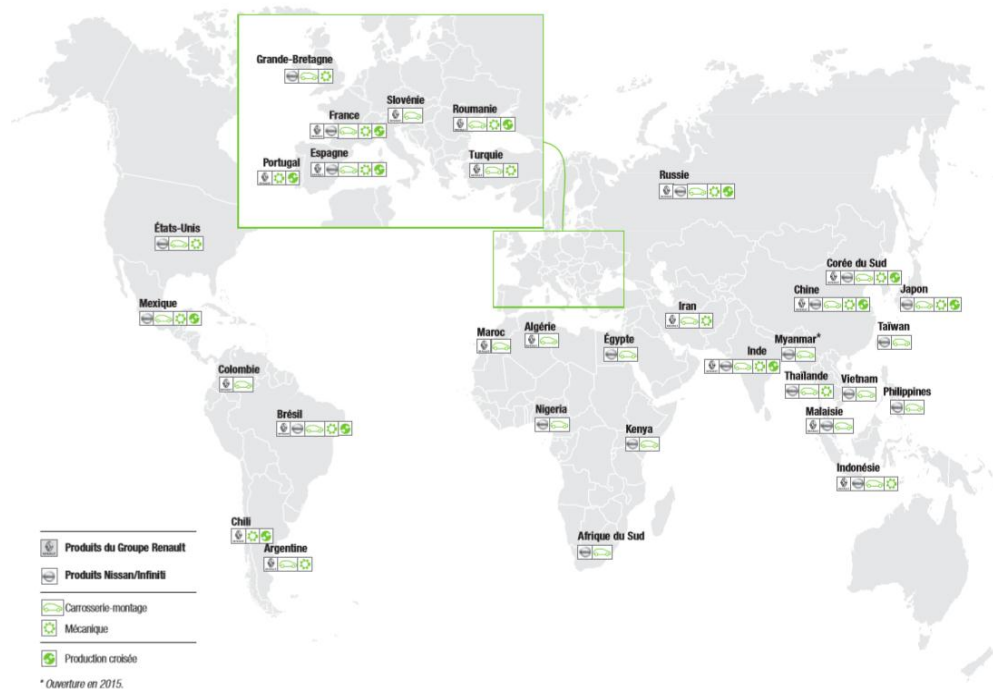 Grande-Bretagne
Slovénie
France
Roumanie
Portugal
Espagne
Turquie
Russie
États-Unis
Corée du Sud
Mexique
Chine
Japon
Iran
Maroc
Algérie
Égypte
Taïwan
Myanmar*
Inde
Colombie
Thaïlande
Vietnam
Philippines
Brésil
Nigeria
Malaisie
Kenya
Indonésie
Chili
Afrique du Sud
Argentine
Produits du Groupe Renault
Produits Nissan/Infiniti
Carrosserie-montage
Mécanique
Production croisée
* Ouverture en 2015.